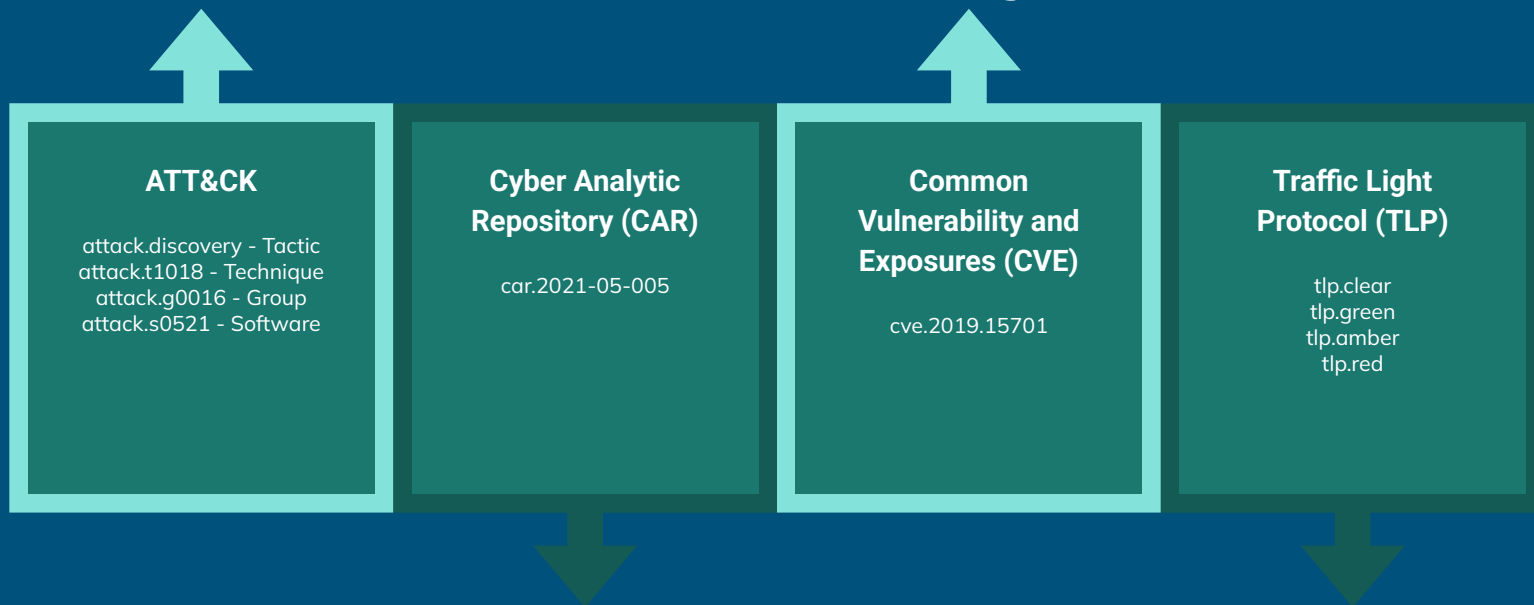 ATT&CK
attack.discovery - Tactic
attack.t1018 - Technique
attack.g0016 - Group
attack.s0521 - Software
Cyber Analytic
Repository (CAR)
car.2021-05-005
Common
Vulnerability and
Exposures (CVE)
cve.2019.15701
Traffic Light
Protocol (TLP)
tlp.clear
tlp.green
tlp.amber
tlp.red